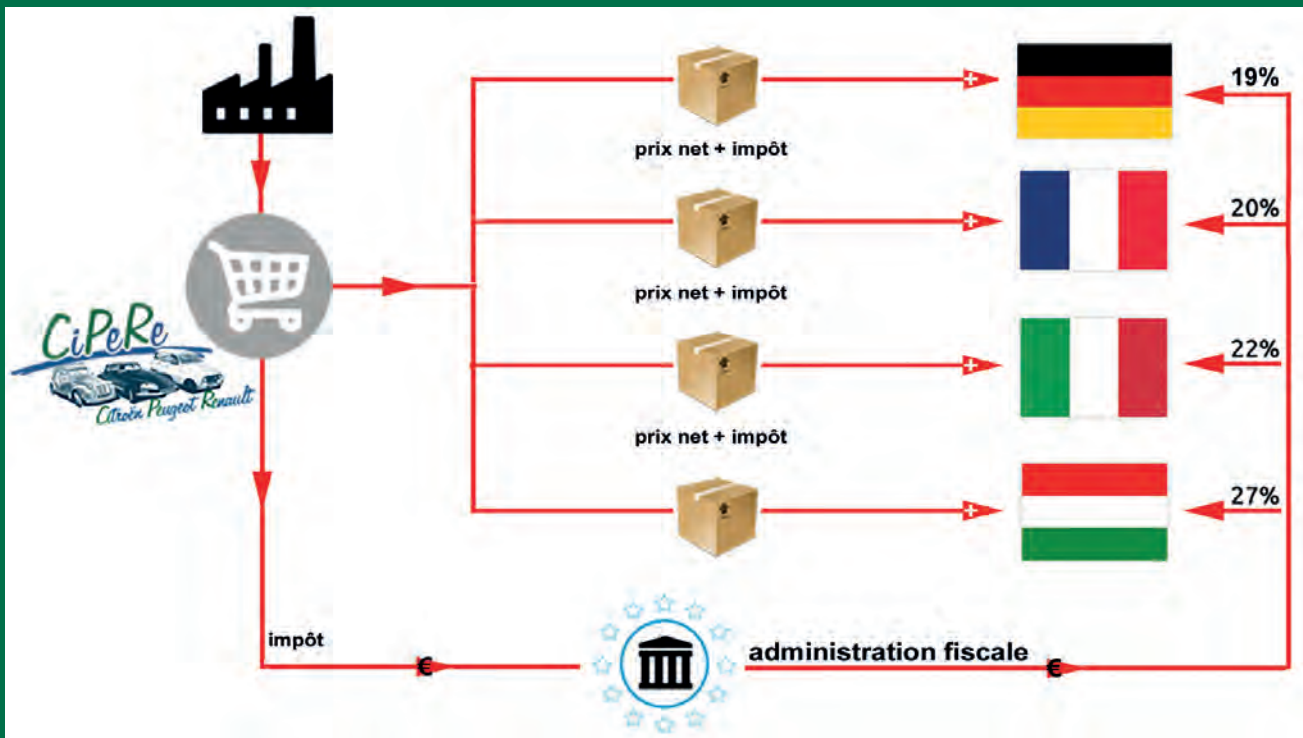 19%
prix net + impôt
20%
prix net + impôt
CiPeRe
Citroën Peugeot Renault
22%
prix net + impôt
27%
impôt
€
administration fiscale
€